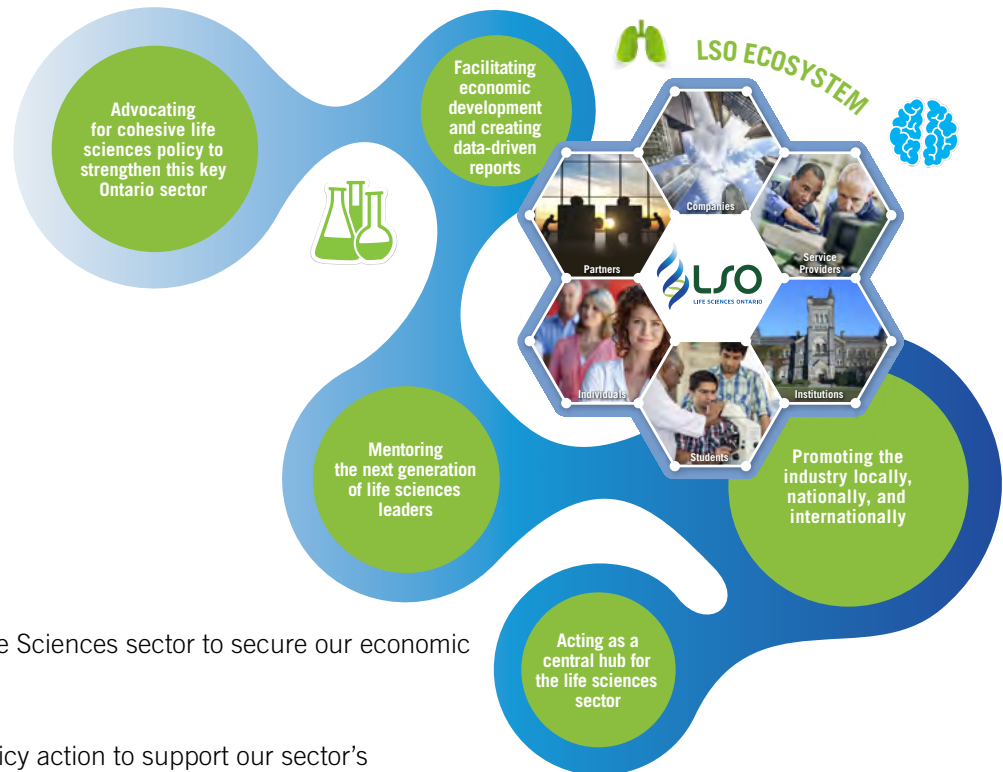 LSO ECOSYSTEM
Advocating
for cohesive life
sciences policy to
strengthen this key
Ontario sector
Facilitating
economic
development
and creating
data-driven
reports
Companies
Partners
Service
Providers
LSO
LIFE SCIENCES ONTARIO
Individuals
Institutions
Students
Mentoring
the next generation
of life sciences
leaders
Promoting the
industry locally,
nationally, and
internationally
Acting as a
central hub for
the life sciences
sector
e Sciences sector to secure our economic
icy action to support our sector's